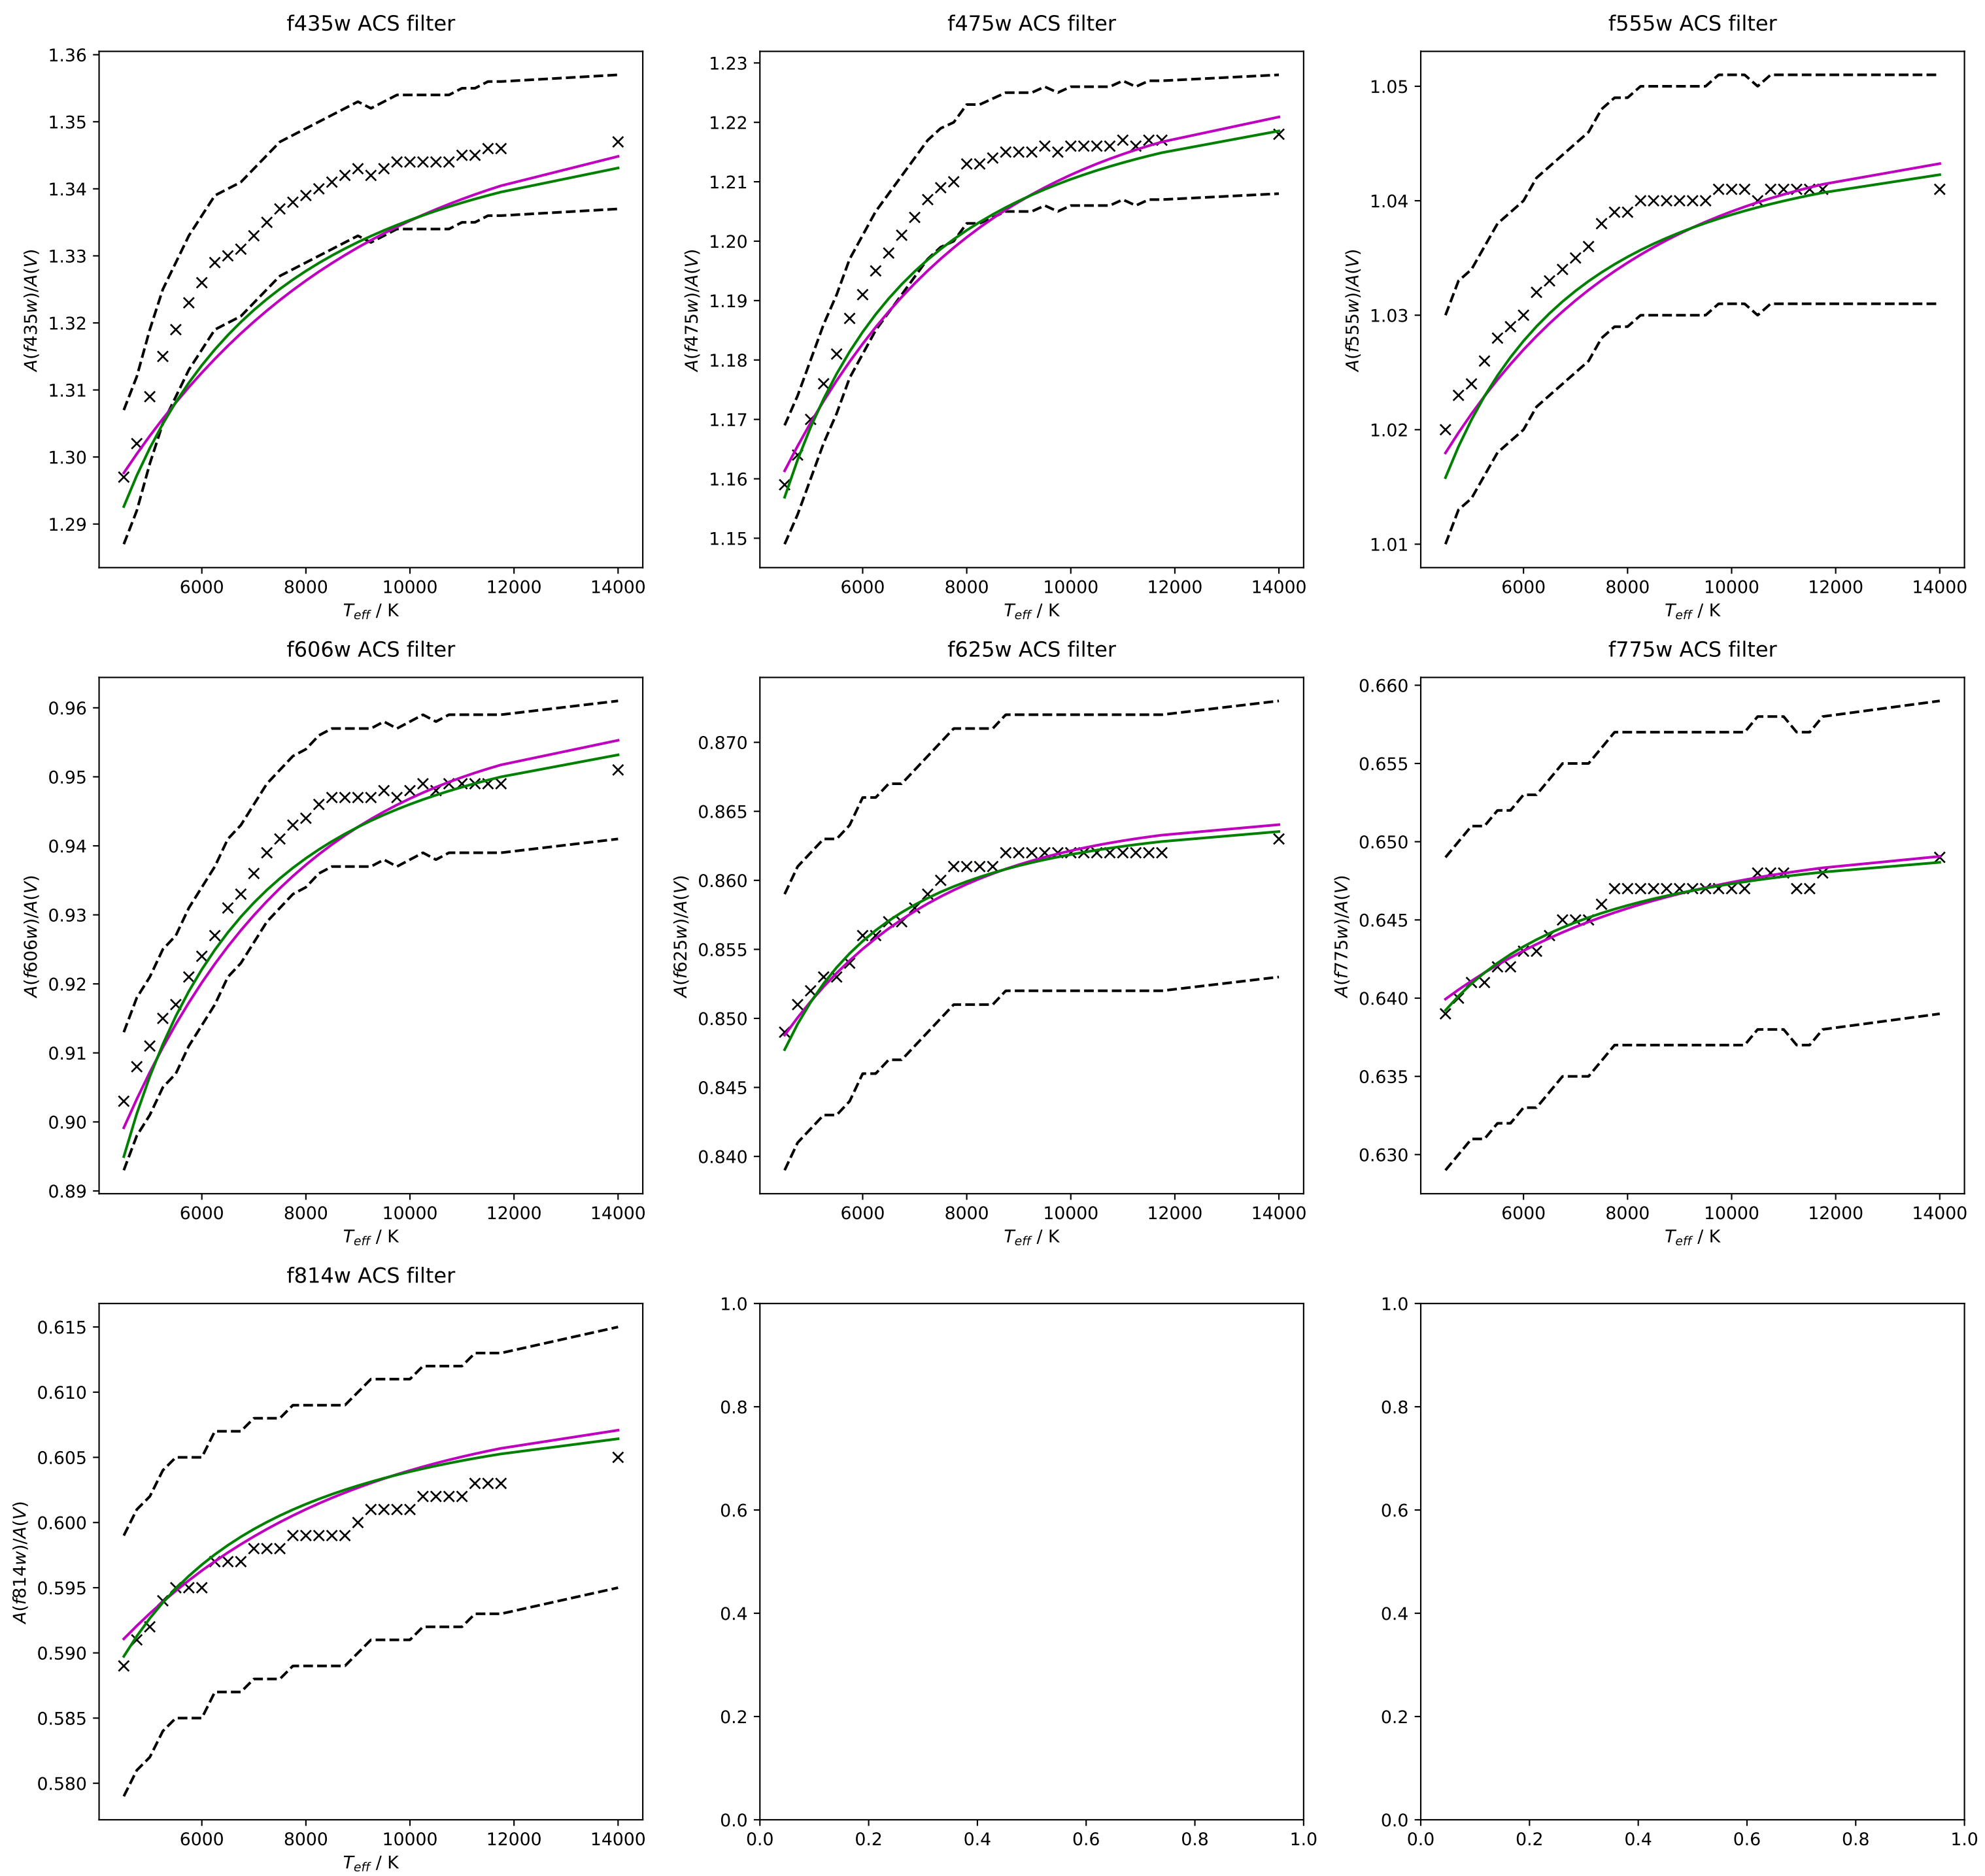 f435w ACS filter
f475w ACS filter
f555w ACS filter
1.36
1.35
1.34
1.33
1.32
1.31
1.30
1.29
A(f435w)/A(V)
6000 8000 10000 12000 14000
T_eff / K
1.23
1.22
1.21
1.20
1.19
1.18
1.17
1.16
1.15
A(f475w)/A(V)
6000 8000 10000 12000 14000
T_eff / K
1.05
1.04
1.03
1.02
1.01
A(f555w)/A(V)
6000 8000 10000 12000 14000
T_eff / K
f606w ACS filter
f625w ACS filter
f775w ACS filter
0.96
0.95
0.94
0.93
0.92
0.91
0.90
0.89
A(f606w)/A(V)
6000 8000 10000 12000 14000
T_eff / K
0.870
0.865
0.860
0.855
0.850
0.845
0.840
A(f625w)/A(V)
6000 8000 10000 12000 14000
T_eff / K
0.660
0.655
0.650
0.645
0.640
0.635
0.630
A(f775w)/A(V)
6000 8000 10000 12000 14000
T_eff / K
f814w ACS filter
0.615
0.610
0.605
0.600
0.595
0.590
0.585
0.580
A(f814w)/A(V)
6000 8000 10000 12000 14000
T_eff / K
1.0
0.8
0.6
0.4
0.2
0.0
0.0 0.2 0.4 0.6 0.8 1.0
1.0
0.8
0.6
0.4
0.2
0.0
0.0 0.2 0.4 0.6 0.8 1.0